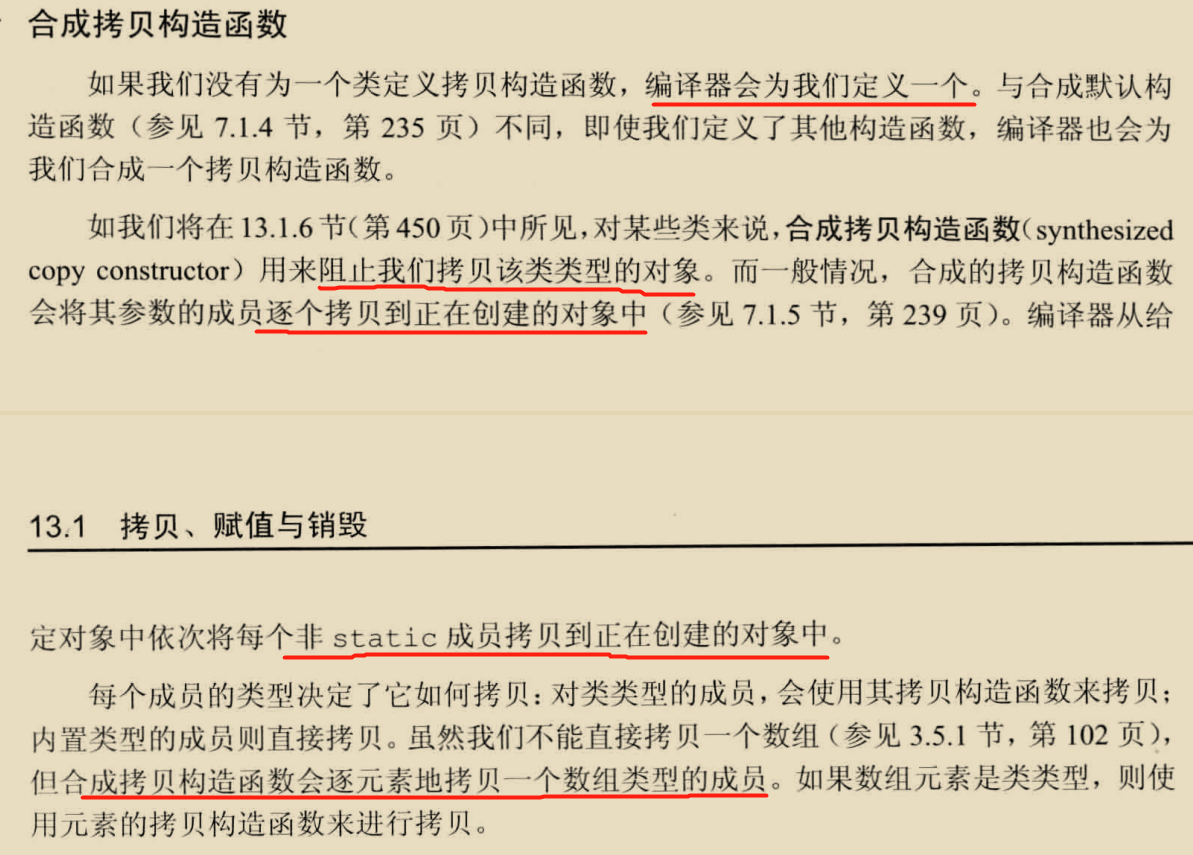 合成拷贝构造函数
如果我们没有为一个类定义拷贝构造函数，编译器会为我们定义一个。与合成默认构
造函数（参见 7.1.4 节，第 235 页）不同，即使我们定义了其他构造函数，编译器也会为
我们合成一个拷贝构造函数。
如我们将在 13.1.6 节（第 450 页）中所见，对某些类来说，合成拷贝构造函数（synthesized
copy constructor）用来阻止我们拷贝该类类型的对象。而一般情况，合成的拷贝构造函数
会将其参数的成员逐个拷贝到正在创建的对象中（参见 7.1.5 节，第 239 页）。编译器从给
13.1 拷贝、赋值与销毁
定对象中依次将每个非 static 成员拷贝到正在创建的对象中。
每个成员的类型决定了它如何拷贝：对类类型的成员，会使用其拷贝构造函数来拷贝；
内置类型的成员则直接拷贝。虽然我们不能直接拷贝一个数组（参见 3.5.1 节，第 102 页），
但合成拷贝构造函数会逐元素地拷贝一个数组类型的成员。如果数组元素是类类型，则使
用元素的拷贝构造函数来进行拷贝。